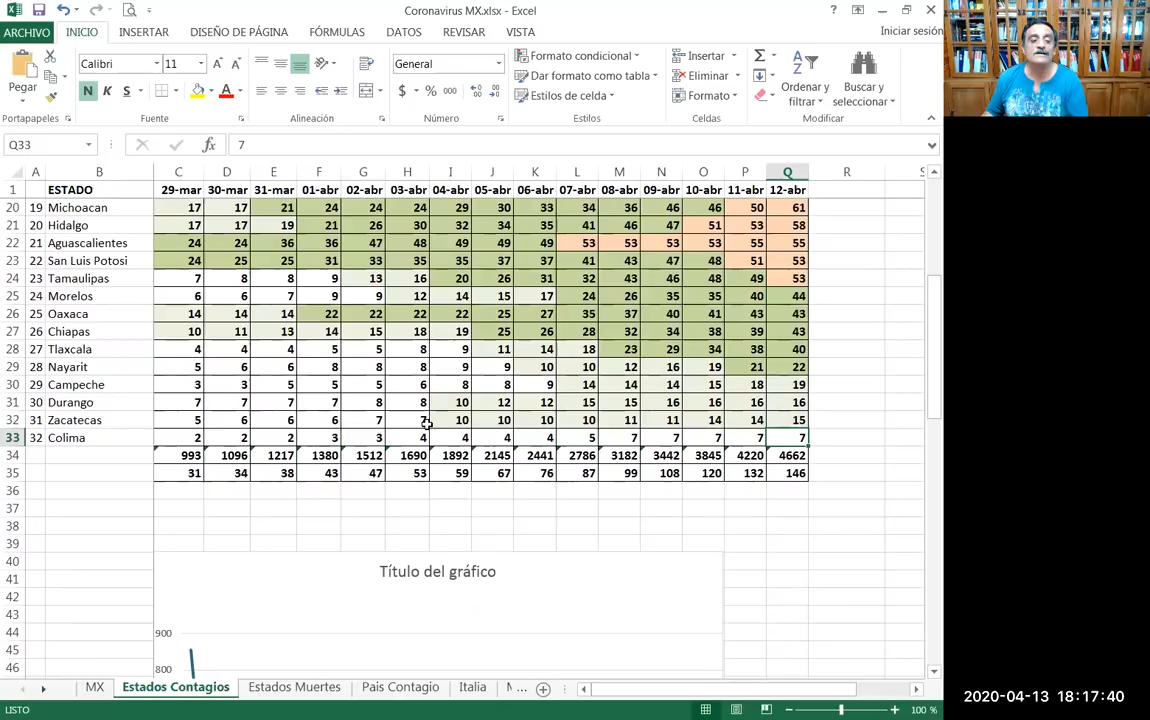 Coronavirus MX.xlsx - Excel
ARCHIVO INICIO INSERTAR DISEÑO DE PÁGINA FÓRMULAS DATOS REVISAR VISTA Iniciar sesión
Calibri 11 General Formato condicional Insertar
Dar formato como tabla Eliminar
Pegar N K S $ % 000 Estilos de celda Formato Ordenar y filtrar Buscar y seleccionar
Portapapeles Fuente Alineación Número Estilos Celdas Modificar
Q33 fx 7
A B C D E F G H I J K L M N O P Q R S
1 ESTADO 29-mar 30-mar 31-mar 01-abr 02-abr 03-abr 04-abr 05-abr 06-abr 07-abr 08-abr 09-abr 10-abr 11-abr 12-abr
20 19 Michoacan 17 17 21 24 24 24 29 30 33 34 36 46 46 50 61
21 20 Hidalgo 17 17 19 21 26 30 32 34 35 41 46 47 51 53 58
22 21 Aguascalientes 24 24 36 36 47 48 49 49 49 53 53 53 53 55 55
23 22 San Luis Potosi 24 25 25 31 33 35 35 37 37 41 43 47 48 51 53
24 23 Tamaulipas 7 8 8 9 13 16 20 26 31 32 43 46 48 49 53
25 24 Morelos 6 6 7 9 9 12 14 15 17 24 26 35 35 40 44
26 25 Oaxaca 14 14 14 22 22 22 22 25 27 35 37 40 41 43 43
27 26 Chiapas 10 11 13 14 15 18 19 25 26 28 32 34 38 39 43
28 27 Tlaxcala 4 4 4 5 5 8 9 11 14 18 23 29 34 38 40
29 28 Nayarit 5 6 6 8 8 8 9 9 10 10 12 16 19 21 22
30 29 Campeche 3 3 5 5 5 6 8 8 9 14 14 14 15 18 19
31 30 Durango 7 7 7 7 8 8 10 12 12 15 15 16 16 16 16
32 31 Zacatecas 5 6 6 6 7 7 10 10 10 10 11 11 14 14 15
33 32 Colima 2 2 2 3 3 4 4 4 4 5 7 7 7 7 7
34 993 1096 1217 1380 1512 1690 1892 2145 2441 2786 3182 3442 3845 4220 4662
35 31 34 38 43 47 53 59 67 76 87 99 108 120 132 146
36
37
38
39
40
41 Título del gráfico
42
43
44 900
45
46 800
MX Estados Contagios Estados Muertes Pais Contagio Italia
LISTO 100 %
2020-04-13 18:17:40